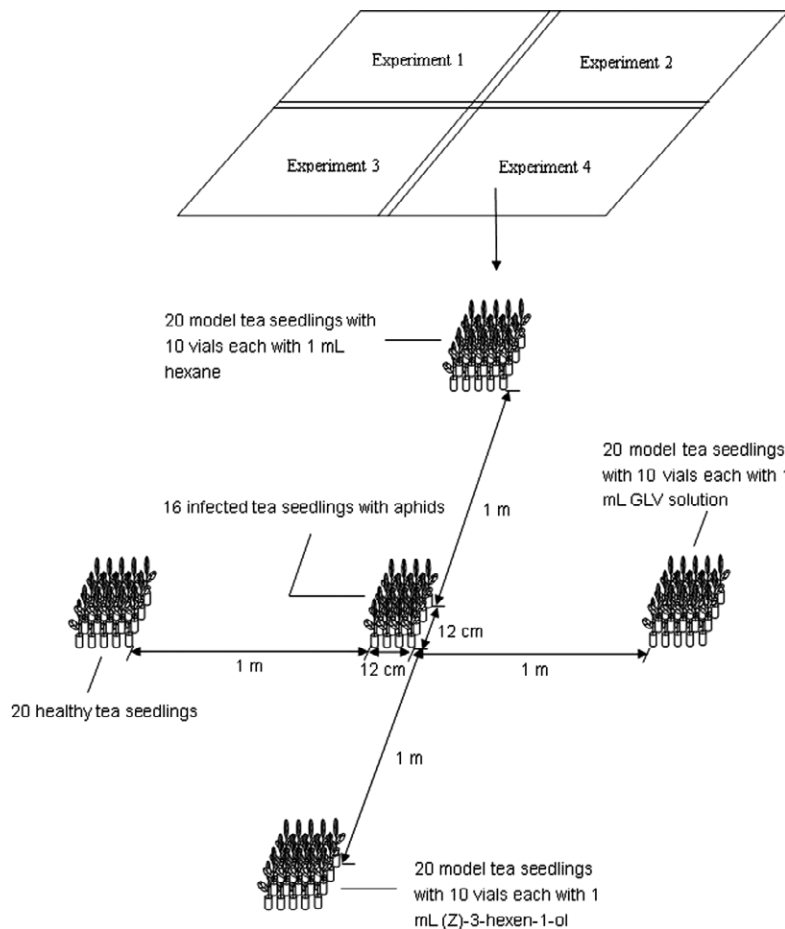 Experiment 1
Experiment 2
Experiment 3
Experiment 4
20 model tea seedlings with
10 vials each with 1 mL
hexane
20 model tea seedlings
with 10 vials each with 1
mL GLV solution
1 m
16 infected tea seedlings with aphids
12 cm
1 m
12 cm
1 m
20 healthy tea seedlings
1 m
20 model tea seedlings
with 10 vials each with 1
mL (Z)-3-hexen-1-ol